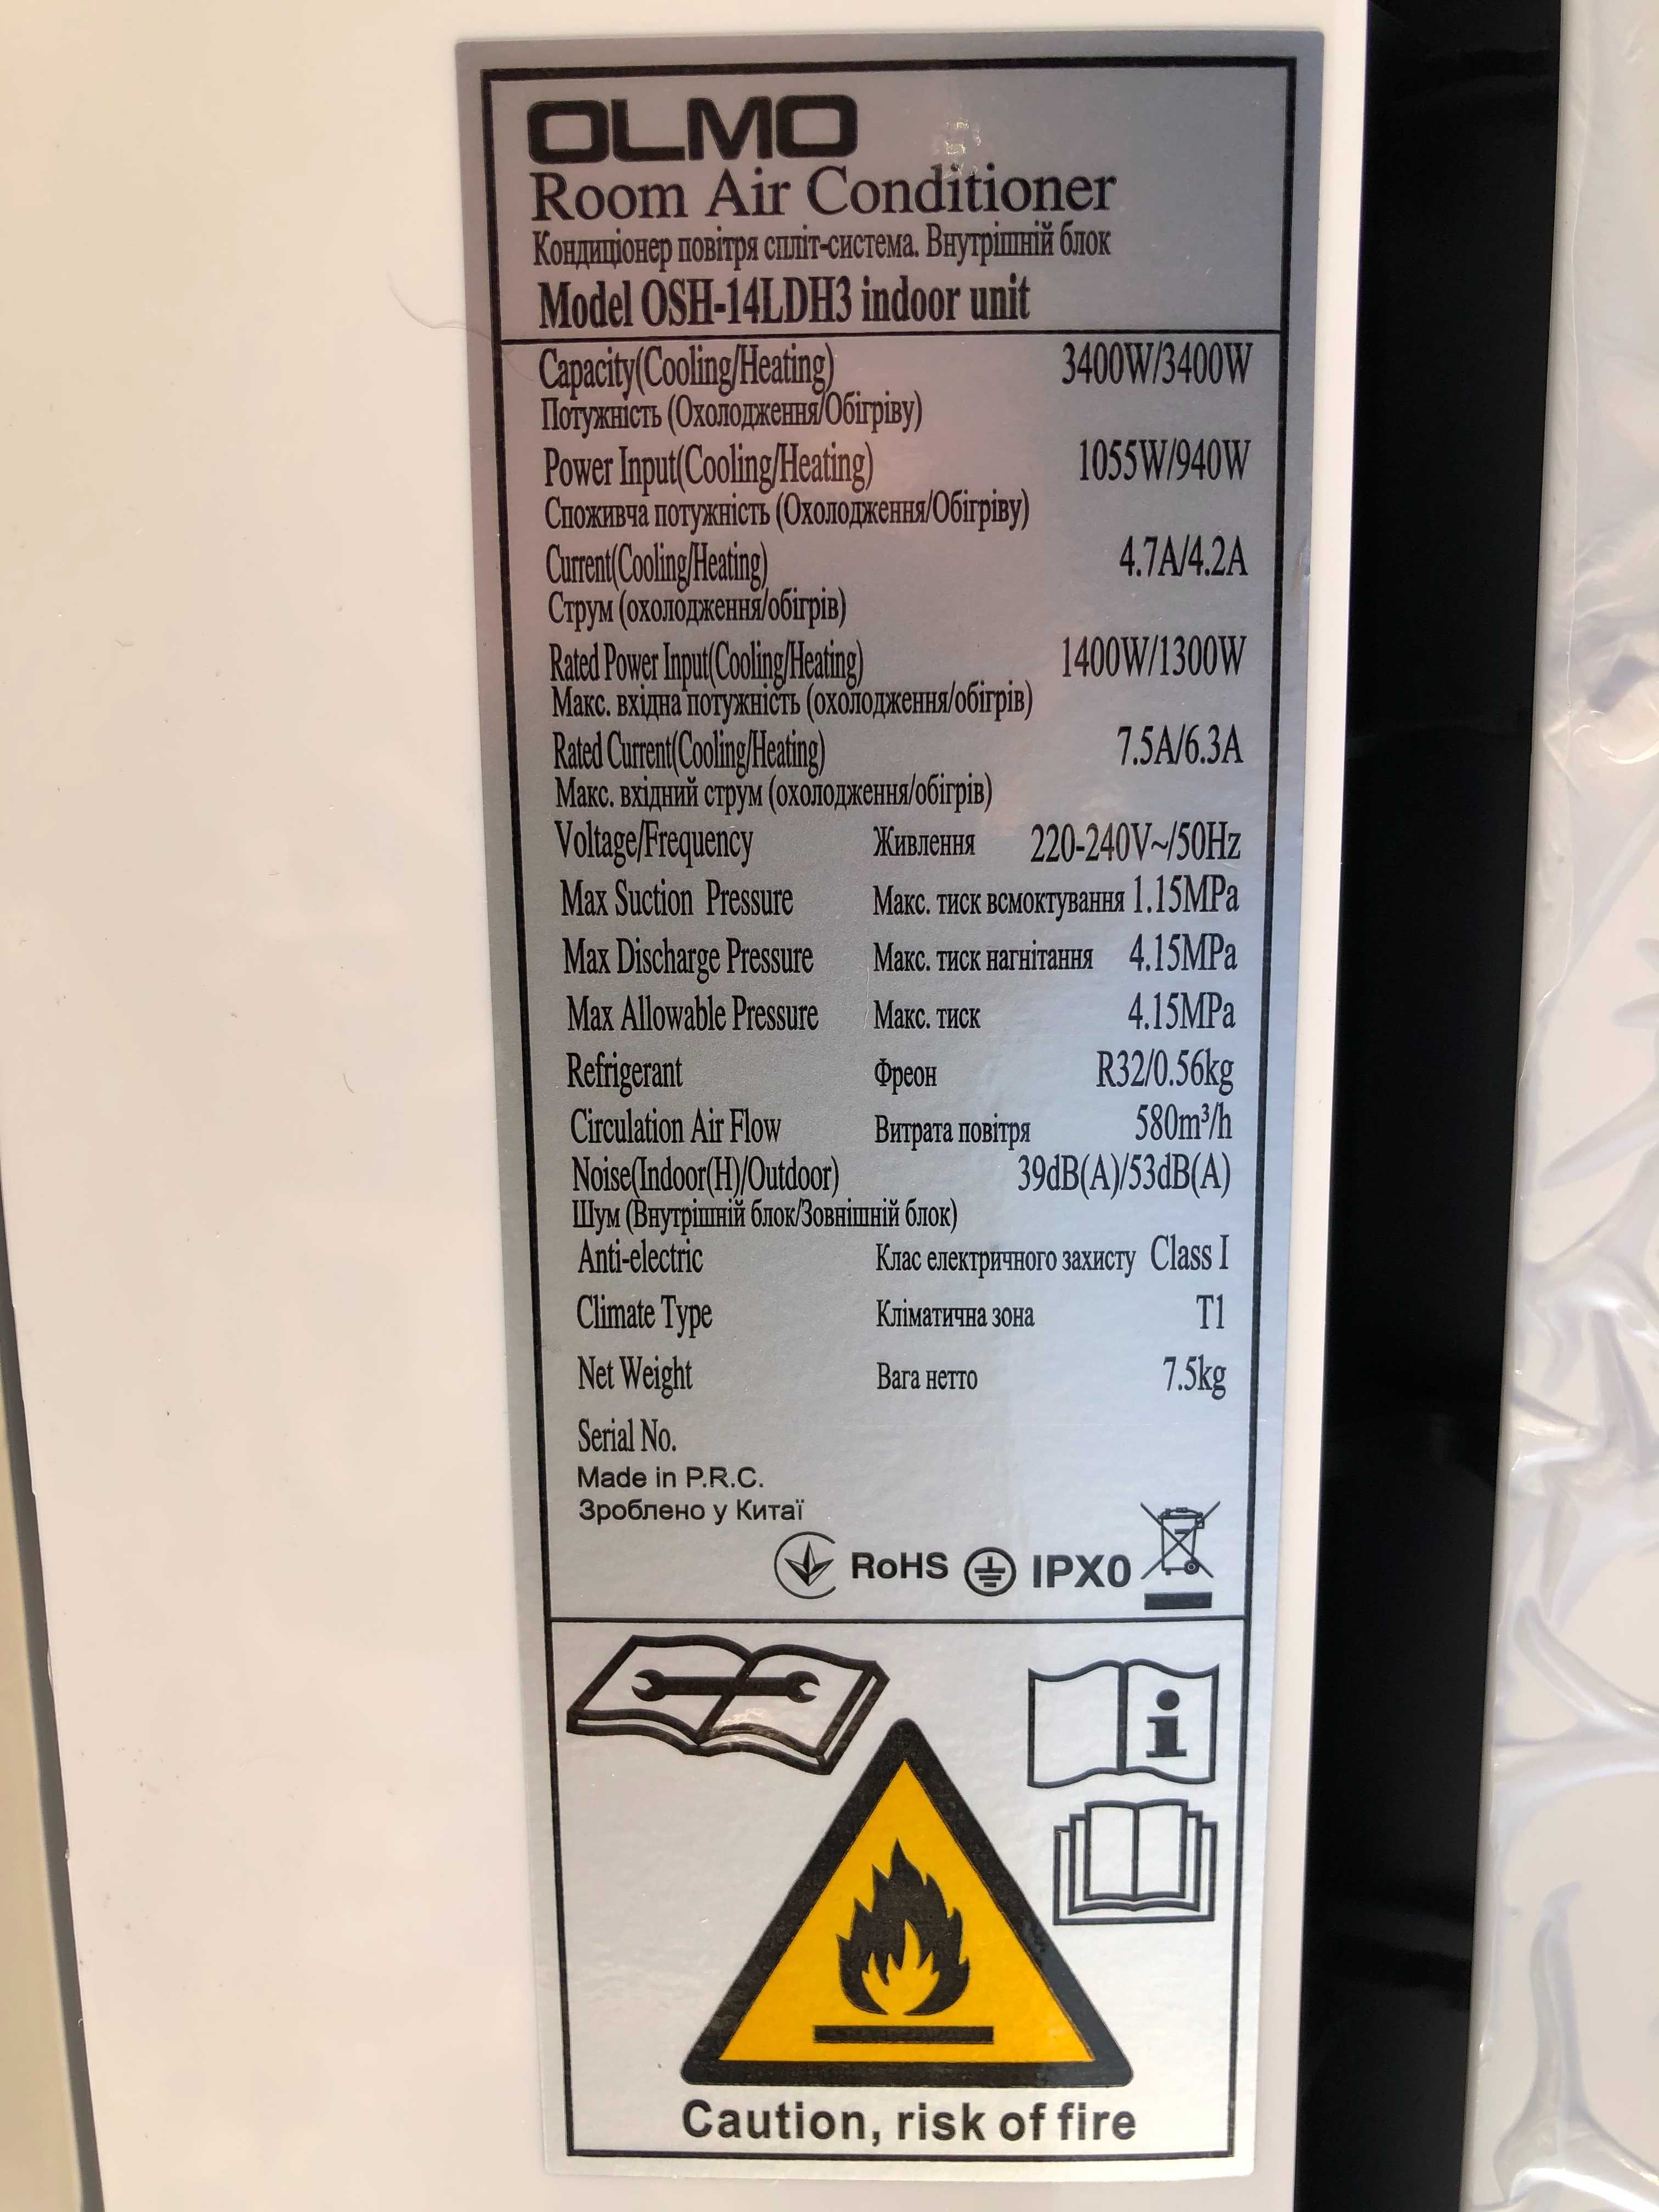 OLMO
Room Air Conditioner
Кондиціонер повітря спліт-система. Внутрішній блок
Model OSH-14LDH3 indoor unit
Capacity(Cooling/Heating) 3400W/3400W
Потужність (Охолодження/Обігріву)
Power Input(Cooling/Heating) 1055W/940W
Споживча потужність (Охолодження/Обігріву)
Current(Cooling/Heating) 4.7A/4.2A
Струм (охолодження/обігрів)
Rated Power Input(Cooling/Heating) 1400W/1300W
Макс. вхідна потужність (охолодження/обігрів)
Rated Current(Cooling/Heating) 7.5A/6.3A
Макс. вхідний струм (охолодження/обігрів)
Voltage/Frequency Живлення 220-240V~/50Hz
Max Suction Pressure Макс. тиск всмоктування 1.15MPa
Max Discharge Pressure Макс. тиск нагнітання 4.15MPa
Max Allowable Pressure Макс. тиск 4.15MPa
Refrigerant Фреон R32/0.56kg
Circulation Air Flow Витрата повітря 580m³/h
Noise(Indoor(H)/Outdoor) 39dB(A)/53dB(A)
Шум (Внутрішній блок/Зовнішній блок)
Anti-electric Клас електричного захисту Class I
Climate Type Кліматична зона T1
Net Weight Вага нетто 7.5kg
Serial No.
Made in P.R.C.
Зроблено у Китаї
RoHS IPX0
i
Caution, risk of fire